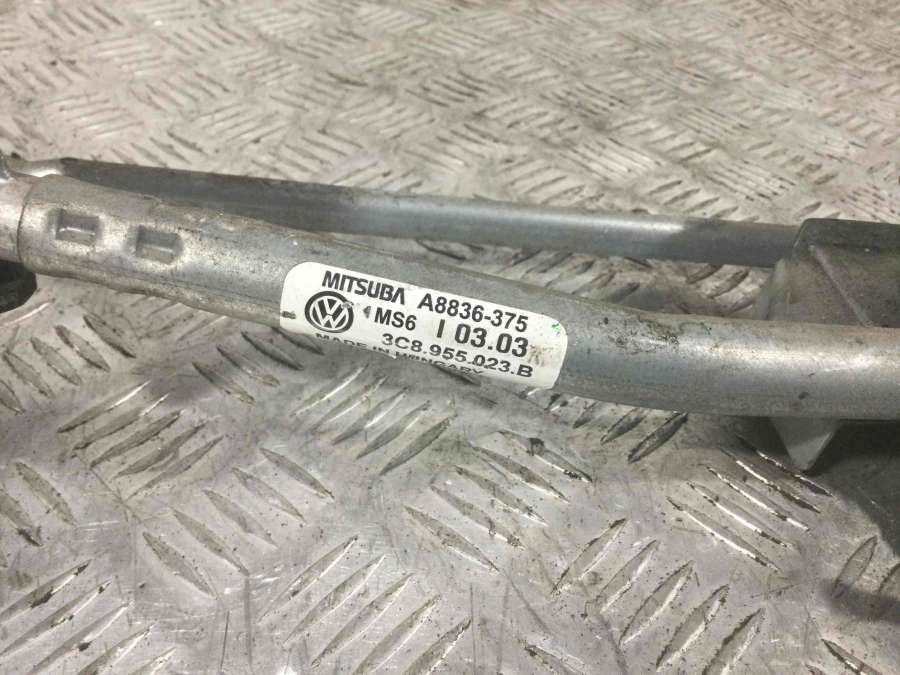 MITSUBA A8836-375
MS6 I 03.03
3C8.955.023.B
MADE IN HUNGARY